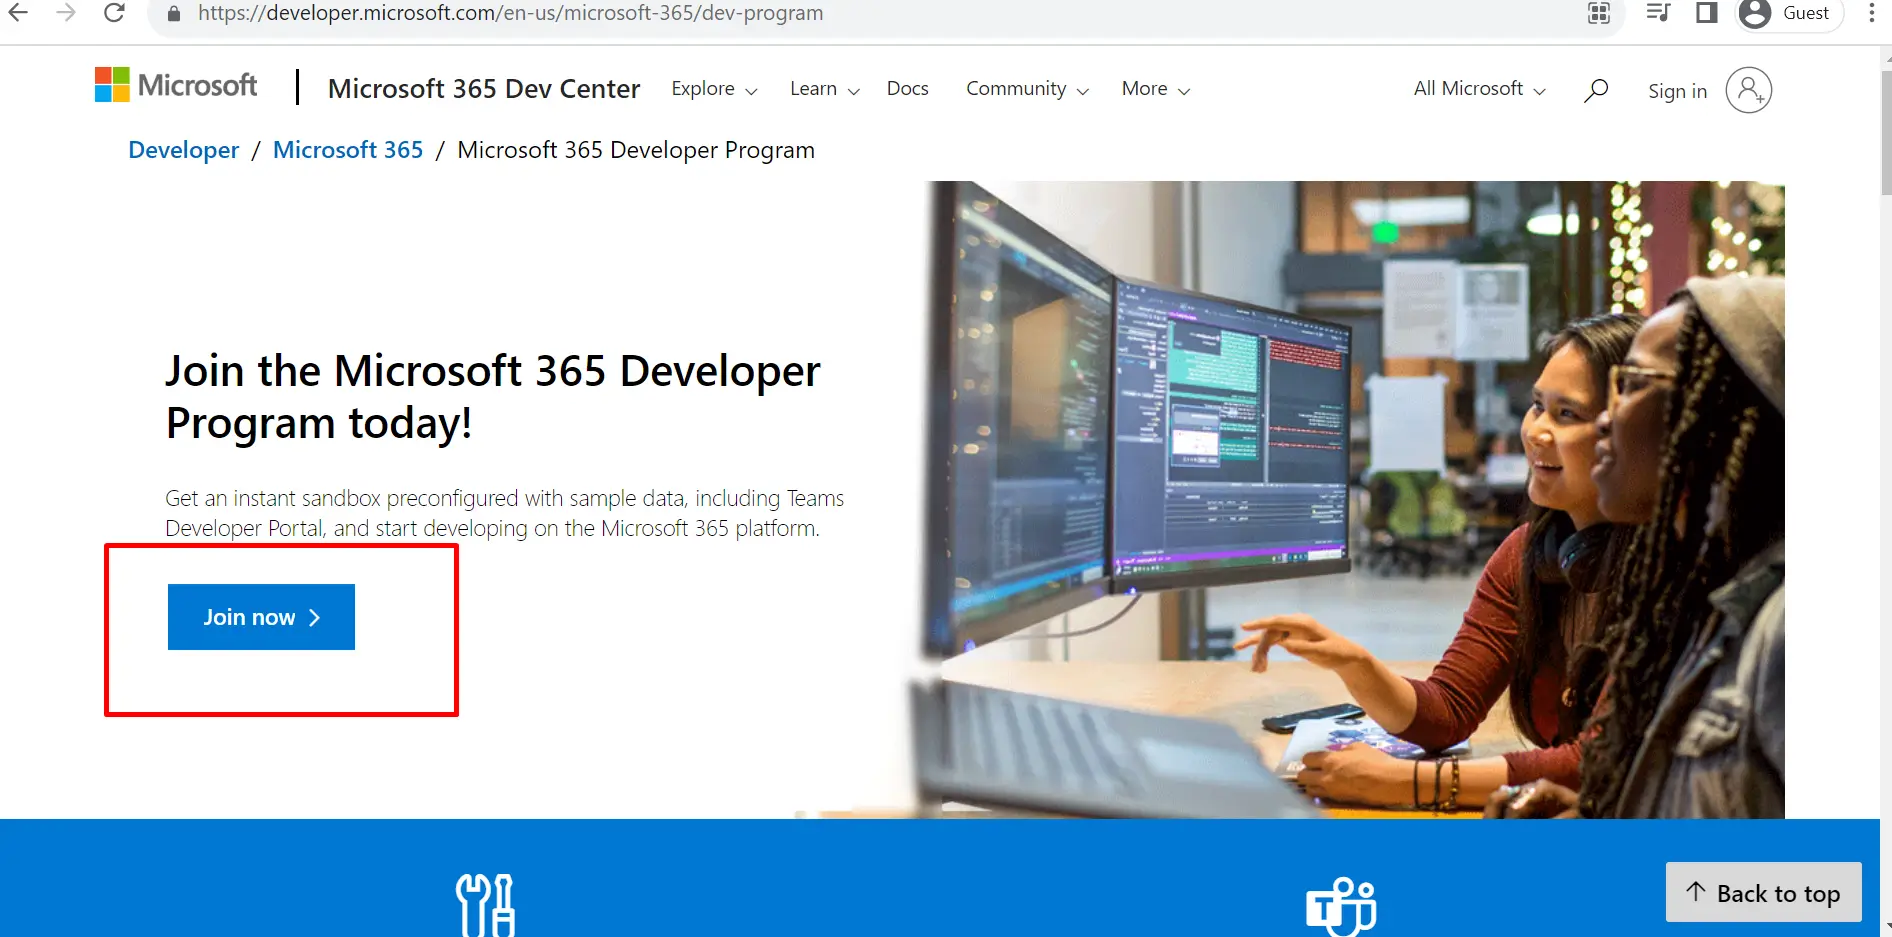 https://developer.microsoft.com/en-us/microsoft-365/dev-program
Guest
Microsoft
Microsoft 365 Dev Center
Explore
Learn
Docs
Community
More
All Microsoft
Sign in
Developer / Microsoft 365 / Microsoft 365 Developer Program
Join the Microsoft 365 Developer
Program today!
Get an instant sandbox preconfigured with sample data, including Teams
Developer Portal, and start developing on the Microsoft 365 platform.
Join now
T
Back to top